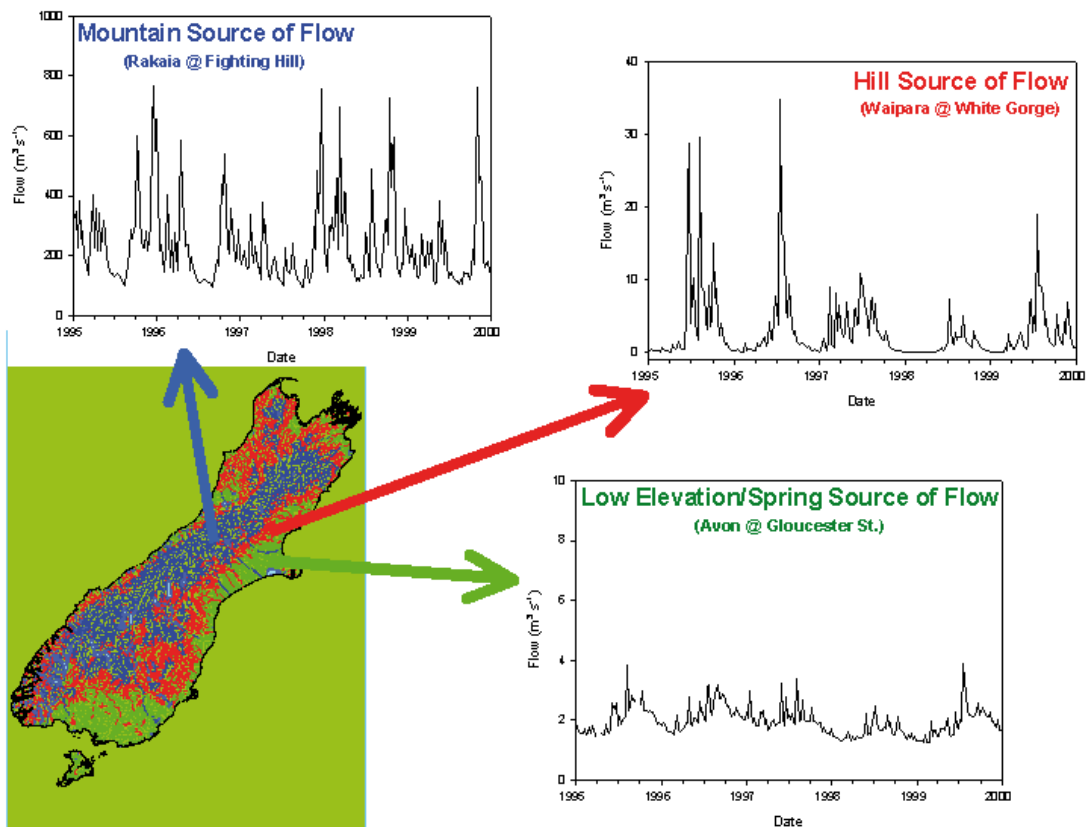 Mountain Source of Flow
(Rakaia @ Fighting Hill)
Flow (m³ s⁻¹)
1000
800
600
400
200
0
1995 1996 1997 1998 1999 2000
Date
Hill Source of Flow
(Waipara @ White Gorge)
Flow (m³ s⁻¹)
40
30
20
10
0
1995 1996 1997 1998 1999 2000
Date
Low Elevation/Spring Source of Flow
(Avon @ Gloucester St.)
Flow (m³ s⁻¹)
10
8
6
4
2
0
1995 1996 1997 1998 1999 2000
Date